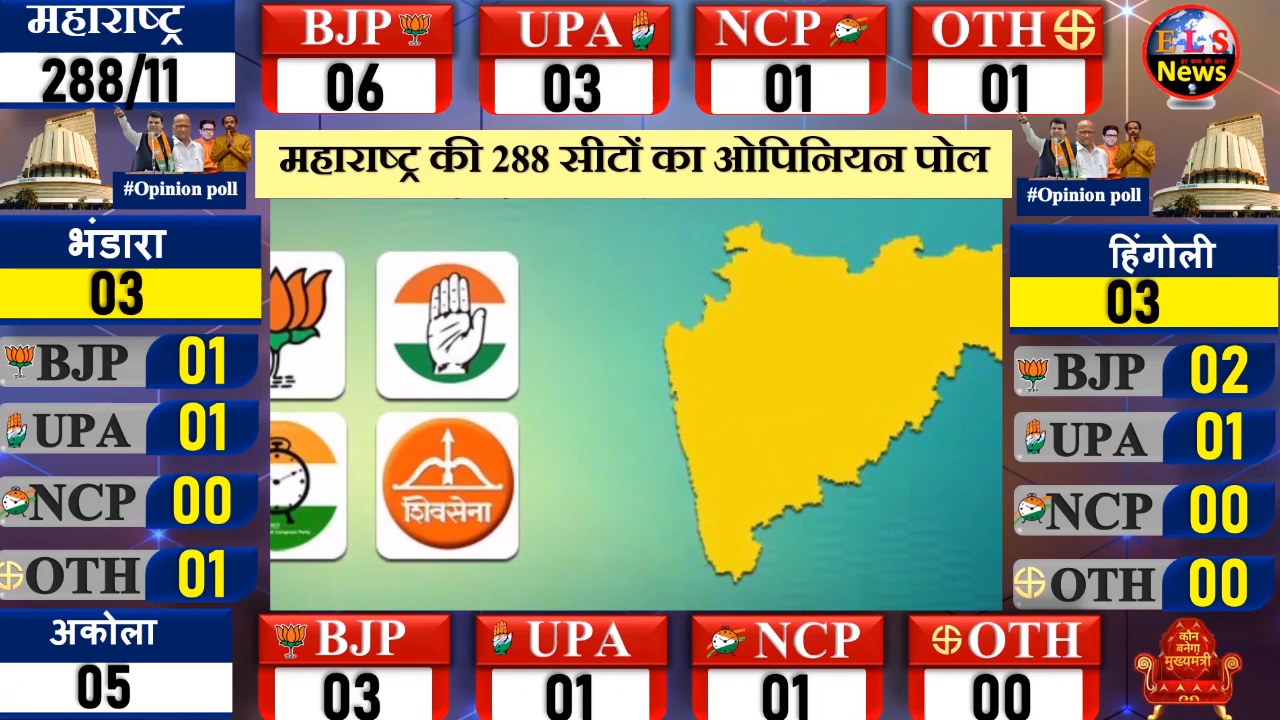 महाराष्ट्र
288/11
BJP
06
UPA
03
NCP
01
OTH
01
ELS
News
#Opinion poll
महाराष्ट्र की 288 सीटों का ओपिनियन पोल
#Opinion poll
भंडारा
03
BJP 01
UPA 01
NCP 00
OTH 01
शिवसेना
हिंगोली
03
BJP 02
UPA 01
NCP 00
OTH 00
अकोला
05
BJP
03
UPA
01
NCP
01
OTH
00
कौन
बनेगा
मुख्यमंत्री